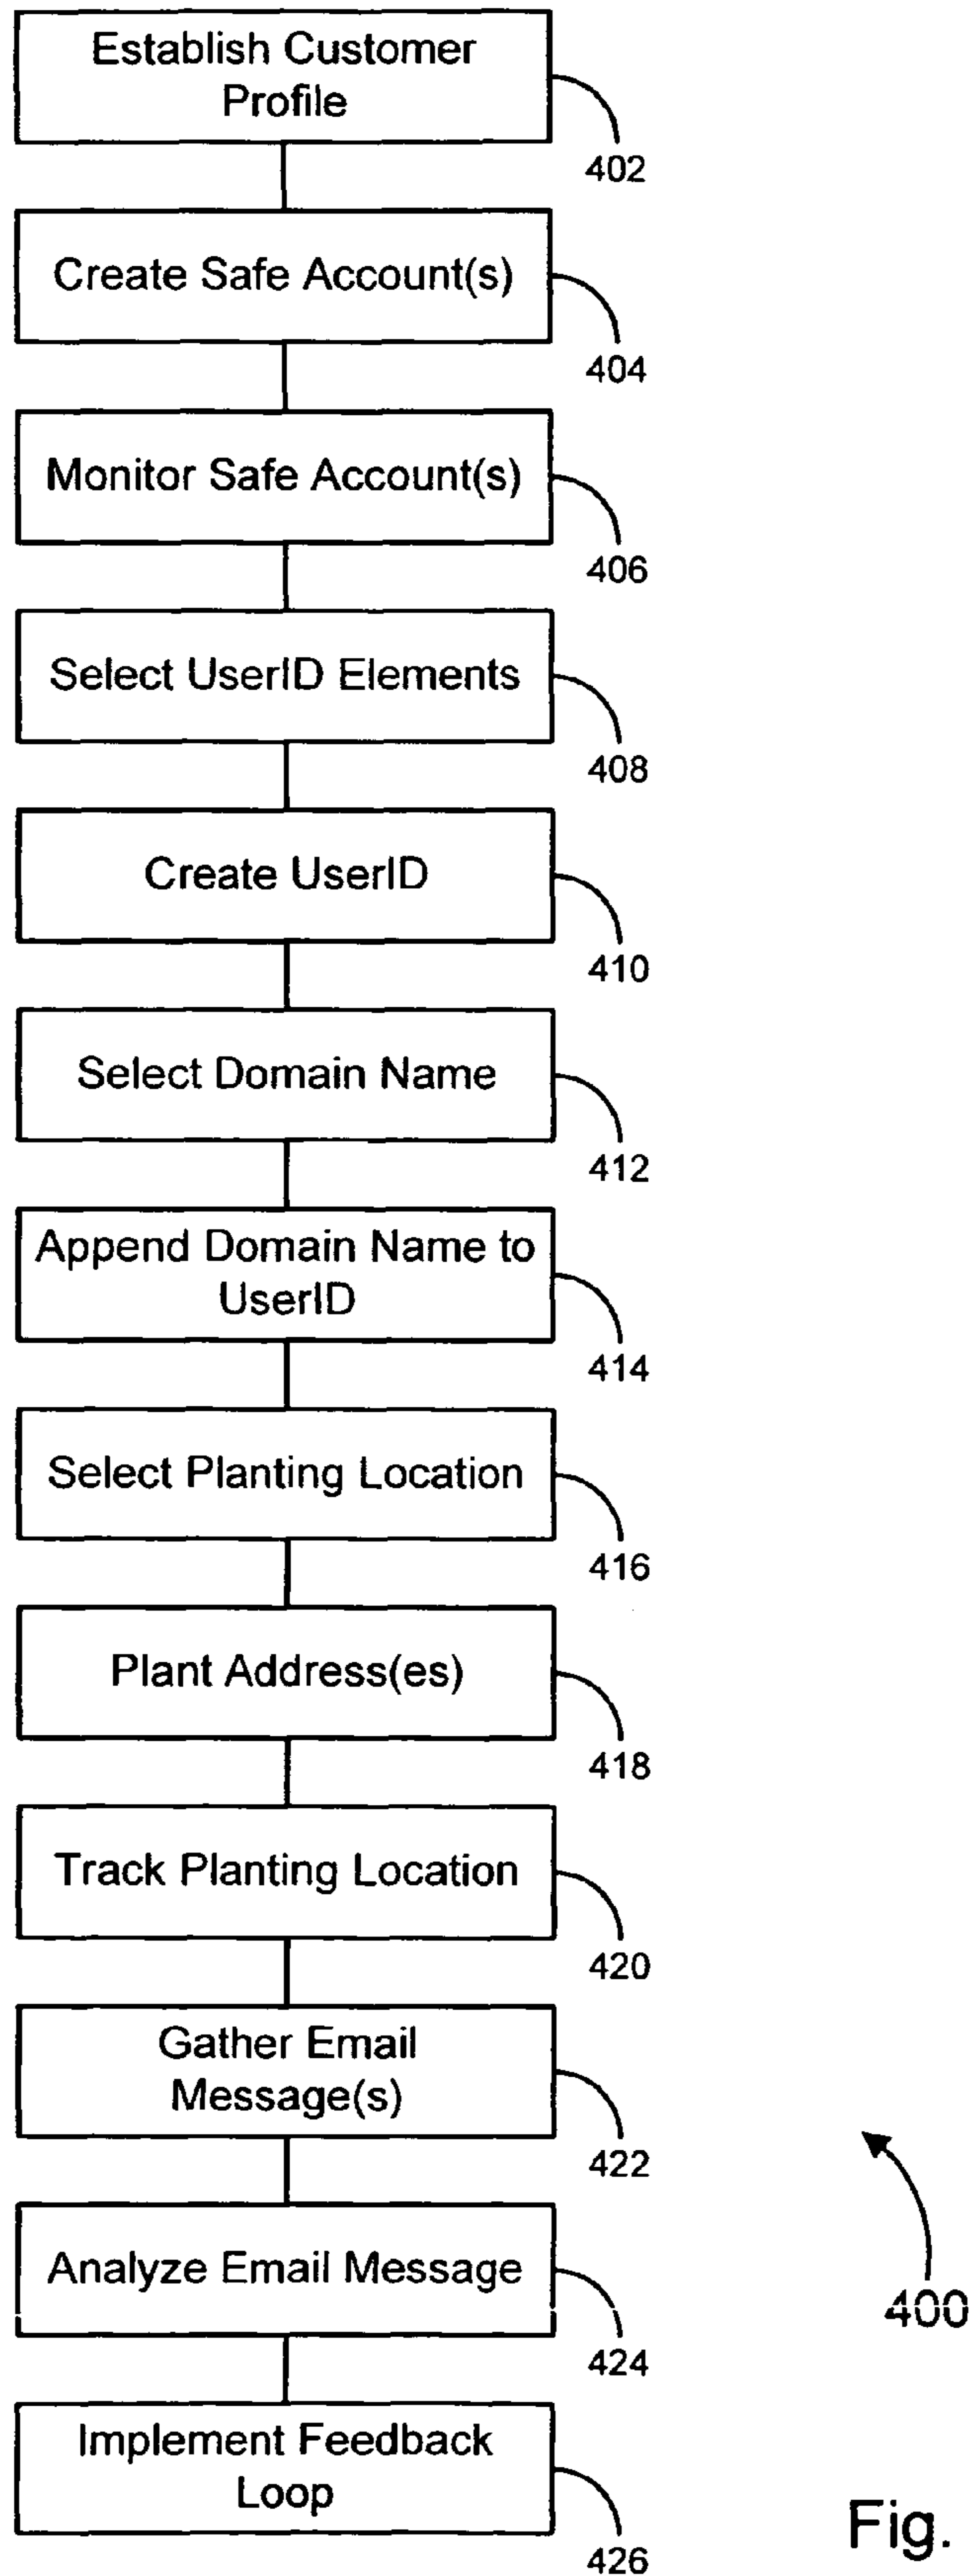 Establish Customer
Profile
402
Create Safe Account(s)
404
Monitor Safe Account(s)
406
Select UserID Elements
408
Create UserID
410
Select Domain Name
412
Append Domain Name to
UserID
414
Select Planting Location
416
Plant Address(es)
418
Track Planting Location
420
Gather Email
Message(s)
422
Analyze Email Message
424
400
Implement Feedback
Loop
426
Fig.